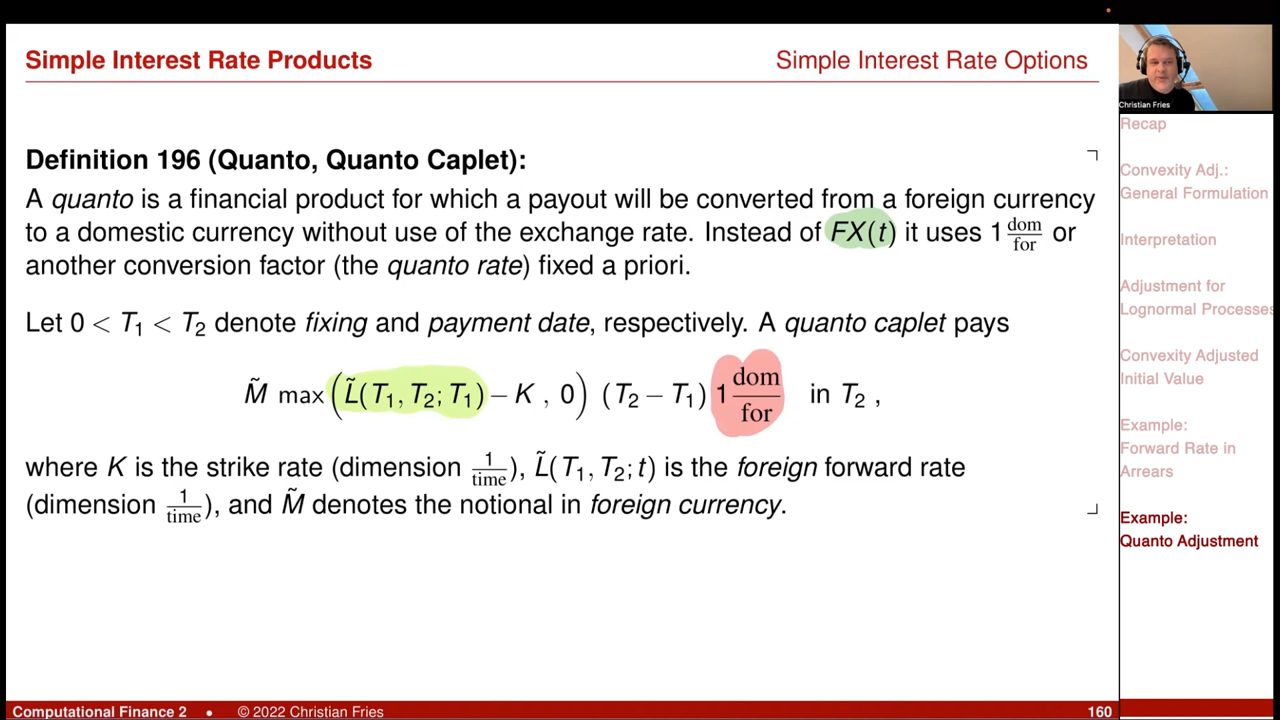 Simple Interest Rate Products
Simple Interest Rate Options
Definition 196 (Quanto, Quanto Caplet):
A quanto is a financial product for which a payout will be converted from a foreign currency
to a domestic currency without use of the exchange rate. Instead of FX(t) it uses 1 dom/for or
another conversion factor (the quanto rate) fixed a priori.
Let 0 < T₁ < T₂ denote fixing and payment date, respectively. A quanto caplet pays
M̃ max(L̃(T₁, T₂; T₁) − K , 0) (T₂ − T₁) 1 dom/for in T₂ ,
where K is the strike rate (dimension 1/time), L̃(T₁, T₂; t) is the foreign forward rate
(dimension 1/time), and M̃ denotes the notional in foreign currency.
Christian Fries
Recap
Convexity Adj.:
General Formulation
Interpretation
Adjustment for
Lognormal Processes
Convexity Adjusted
Initial Value
Example:
Forward Rate in
Arrears
Example:
Quanto Adjustment
Computational Finance 2 • © 2022 Christian Fries
160